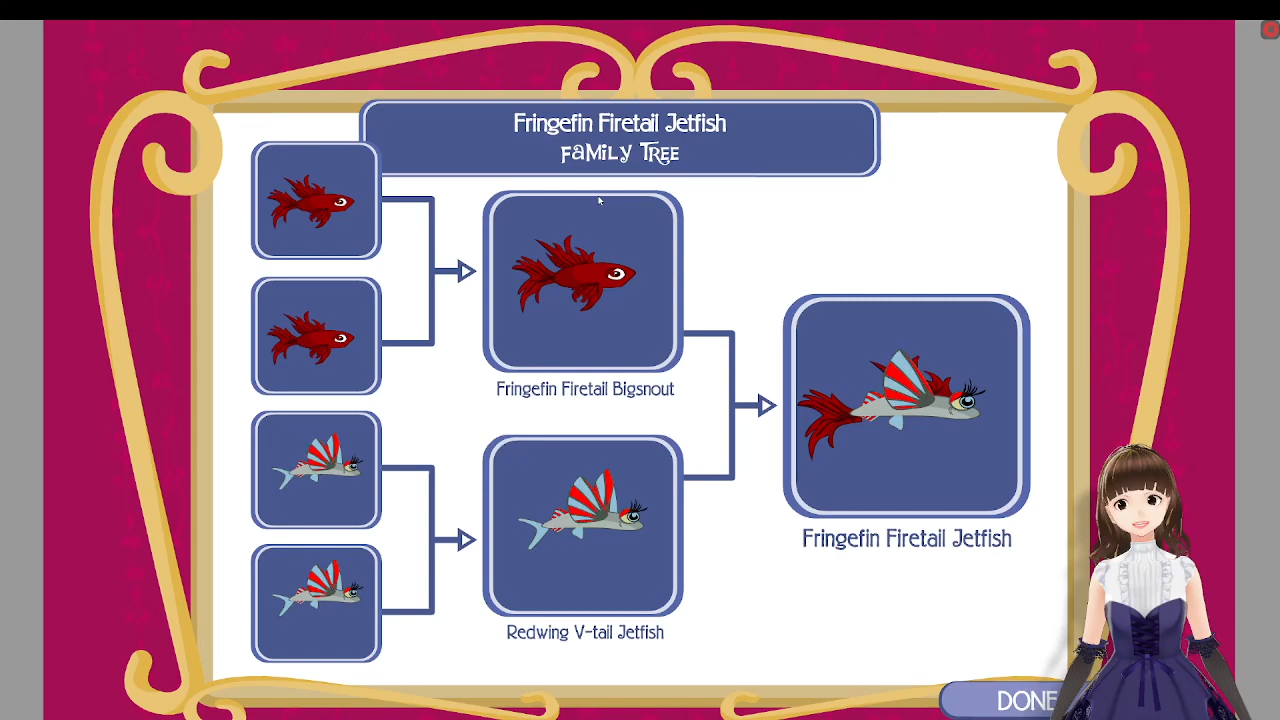 Fringefin Firetail Jetfish
FaMiLY TREE
Fringefin Firetail Bigsnout
Fringefin Firetail Jetfish
Redwing V-tail Jetfish
DONE